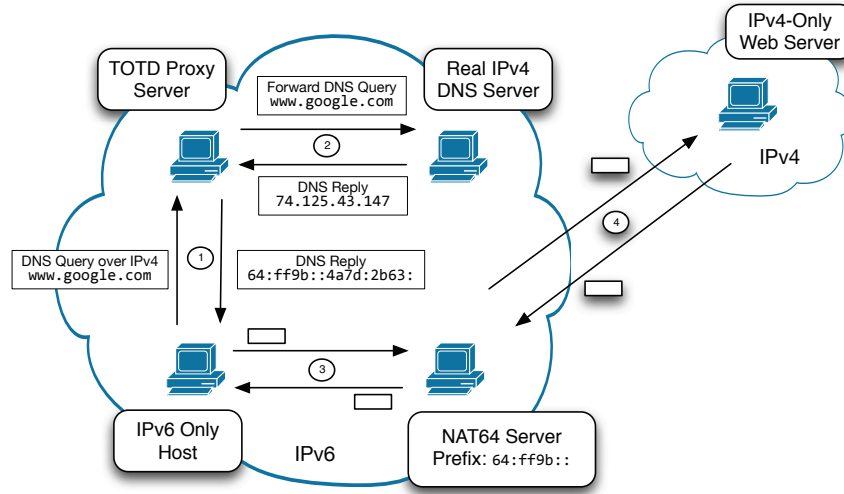 IPv4-Only
Web Server
TOTD Proxy
Server
Forward DNS Query
www.google.com
Real IPv4
DNS Server
2
DNS Reply
74.125.43.147
IPv4
4
DNS Query over IPv4
www.google.com
1
DNS Reply
64:ff9b::4a7d:2b63:
3
IPv6 Only
Host
IPv6
NAT64 Server
Prefix: 64:ff9b::